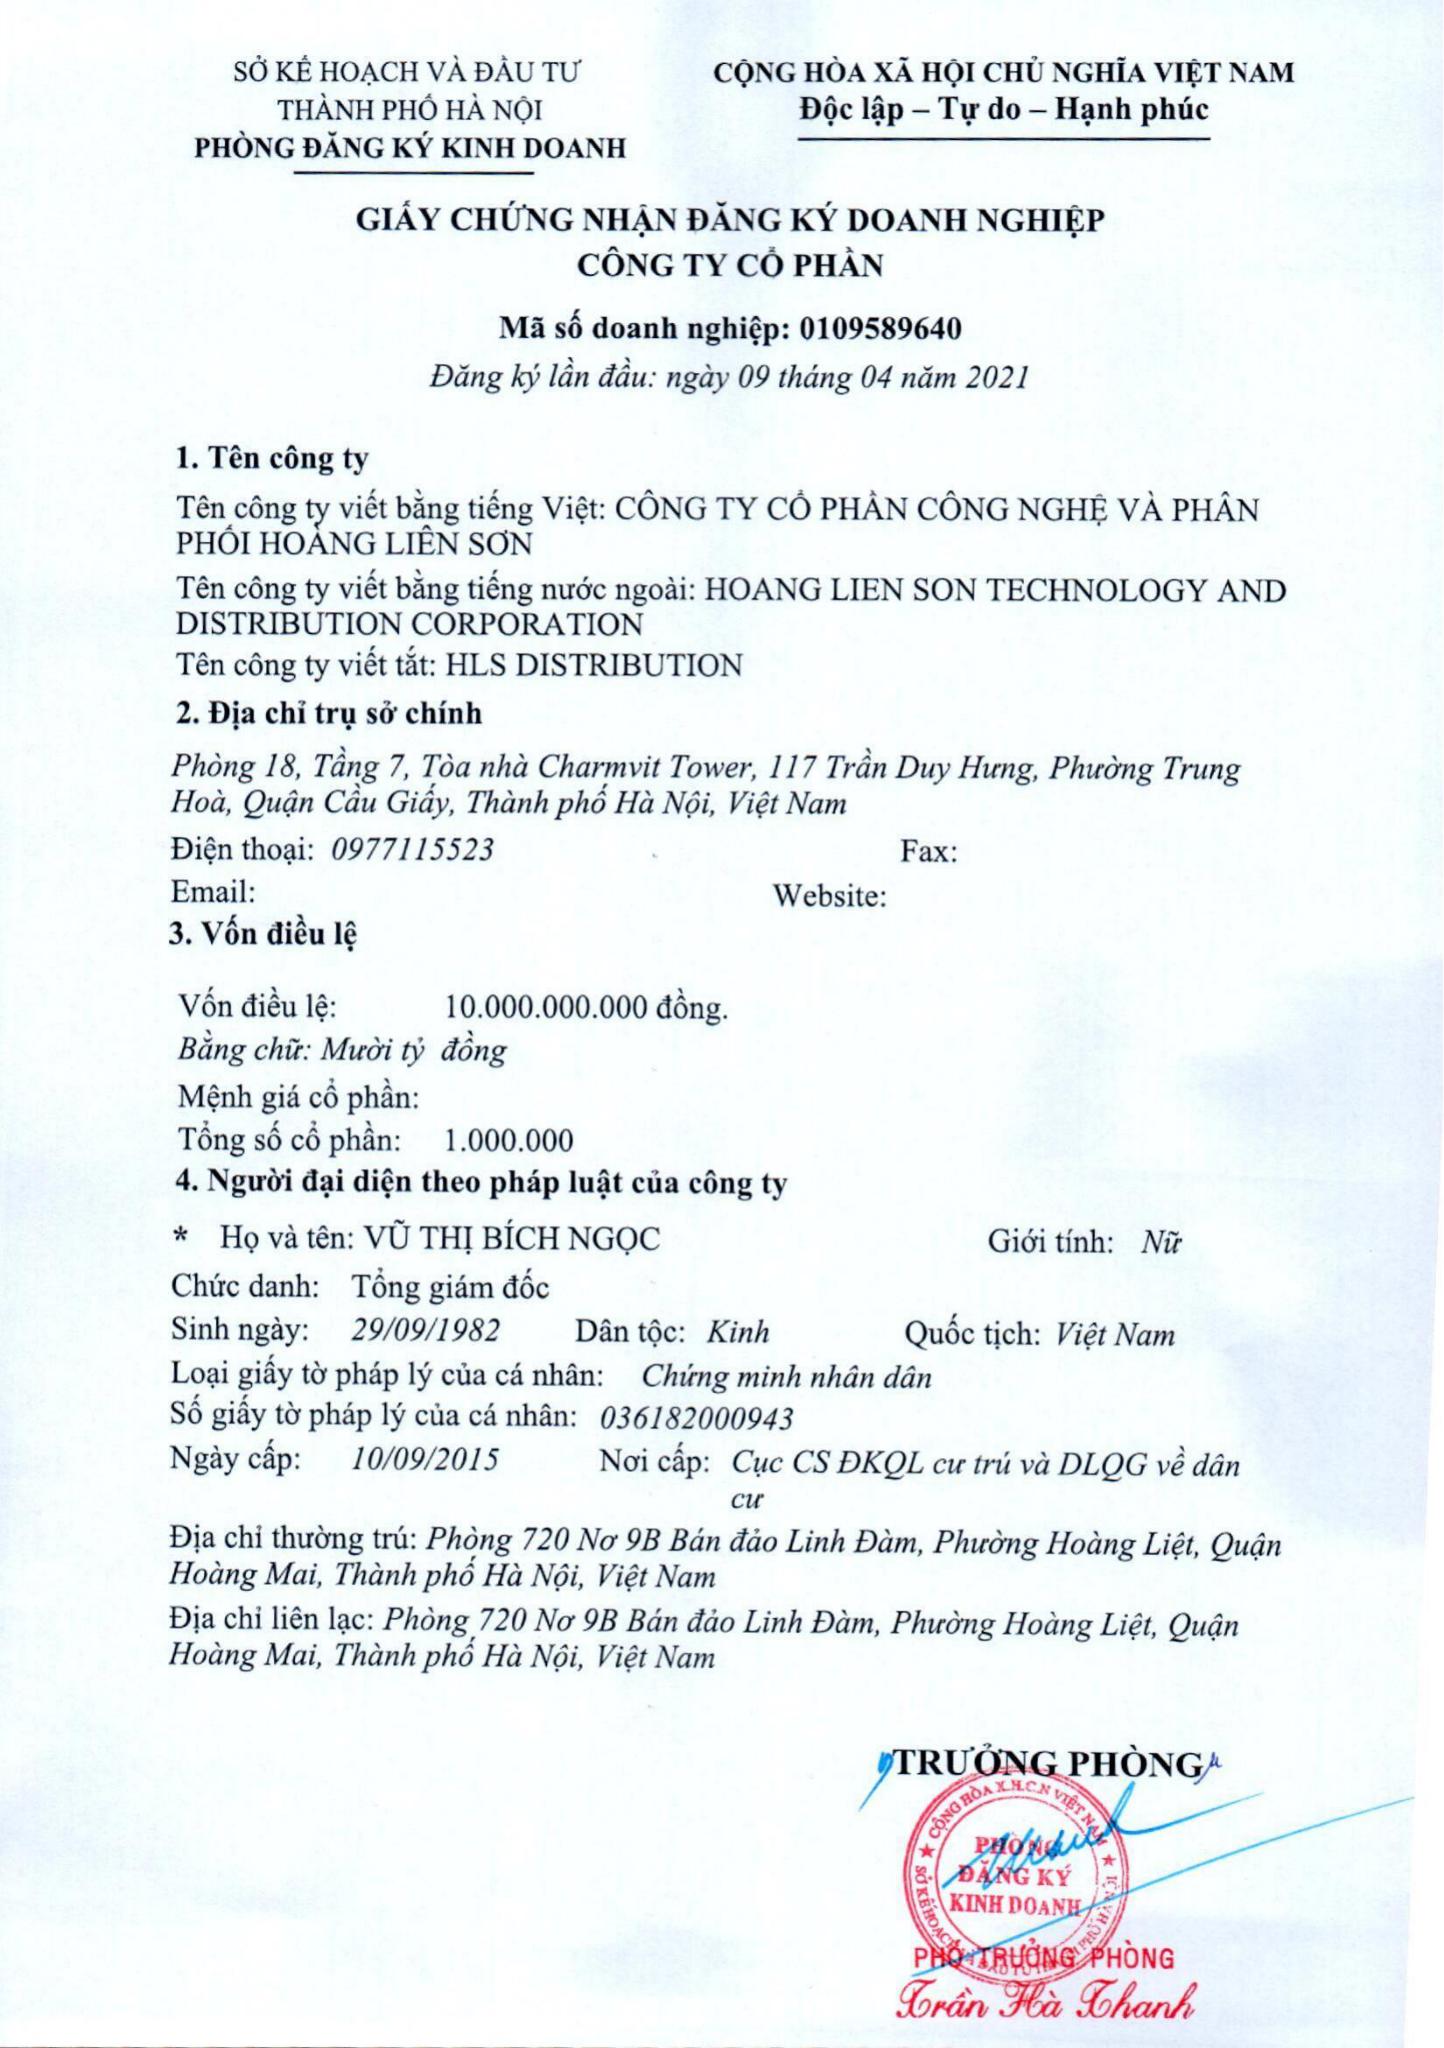 SỞ KẾ HOẠCH VÀ ĐẦU TƯ
THÀNH PHỐ HÀ NỘI
PHÒNG ĐĂNG KÝ KINH DOANH
CỘNG HÒA XÃ HỘI CHỦ NGHĨA VIỆT NAM
Độc lập – Tự do – Hạnh phúc
GIẤY CHỨNG NHẬN ĐĂNG KÝ DOANH NGHIỆP
CÔNG TY CỔ PHẦN
Mã số doanh nghiệp: 0109589640
Đăng ký lần đầu: ngày 09 tháng 04 năm 2021
1. Tên công ty
Tên công ty viết bằng tiếng Việt: CÔNG TY CỔ PHẦN CÔNG NGHỆ VÀ PHÂN
PHỐI HOÀNG LIÊN SƠN
Tên công ty viết bằng tiếng nước ngoài: HOANG LIEN SON TECHNOLOGY AND
DISTRIBUTION CORPORATION
Tên công ty viết tắt: HLS DISTRIBUTION
2. Địa chỉ trụ sở chính
Phòng 18, Tầng 7, Tòa nhà Charmvit Tower, 117 Trần Duy Hưng, Phường Trung
Hoà, Quận Cầu Giấy, Thành phố Hà Nội, Việt Nam
Điện thoại: 0977115523 Fax:
Email: Website:
3. Vốn điều lệ
Vốn điều lệ: 10.000.000.000 đồng.
Bằng chữ: Mười tỷ đồng
Mệnh giá cổ phần:
Tổng số cổ phần: 1.000.000
4. Người đại diện theo pháp luật của công ty
* Họ và tên: VŨ THỊ BÍCH NGỌC Giới tính: Nữ
Chức danh: Tổng giám đốc
Sinh ngày: 29/09/1982 Dân tộc: Kinh Quốc tịch: Việt Nam
Loại giấy tờ pháp lý của cá nhân: Chứng minh nhân dân
Số giấy tờ pháp lý của cá nhân: 036182000943
Ngày cấp: 10/09/2015 Nơi cấp: Cục CS ĐKQL cư trú và DLQG về dân
cư
Địa chỉ thường trú: Phòng 720 Nơ 9B Bán đảo Linh Đàm, Phường Hoàng Liệt, Quận
Hoàng Mai, Thành phố Hà Nội, Việt Nam
Địa chỉ liên lạc: Phòng 720 Nơ 9B Bán đảo Linh Đàm, Phường Hoàng Liệt, Quận
Hoàng Mai, Thành phố Hà Nội, Việt Nam
TRƯỞNG PHÒNG
CỘNG HÒA X.H.C.N VIỆT NAM
PHÒNG
ĐĂNG KÝ
KINH DOANH
PHÓ TRƯỞNG PHÒNG
Trần Hà Thanh